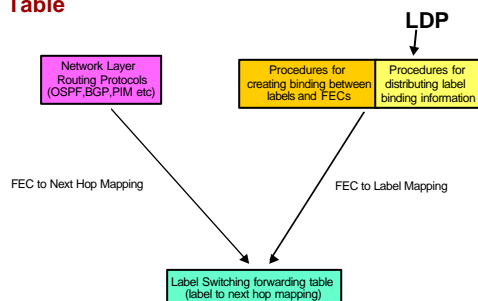 Table
LDP
Network Layer
Routing Protocols
(OSPF,BGP,PIM etc)
Procedures for
creating binding between
labels and FECs
Procedures for
distributing label
binding information
FEC to Next Hop Mapping
FEC to Label Mapping
Label Switching forwarding table
(label to next hop mapping)